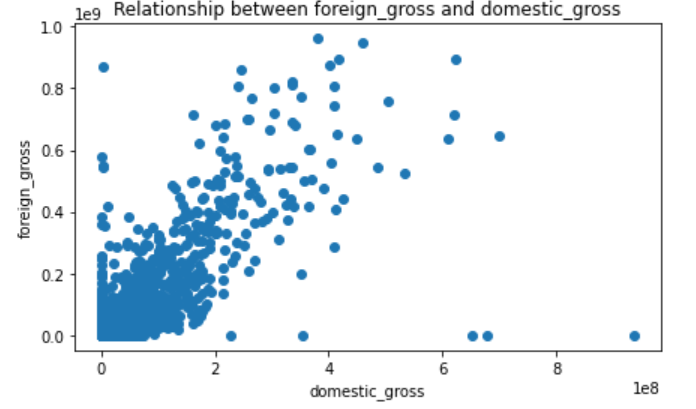 Relationship between foreign_gross and domestic_gross
1e9
1.0
0.8
0.6
0.4
0.2
0.0
foreign_gross
0
2
4
6
8
domestic_gross
1e8